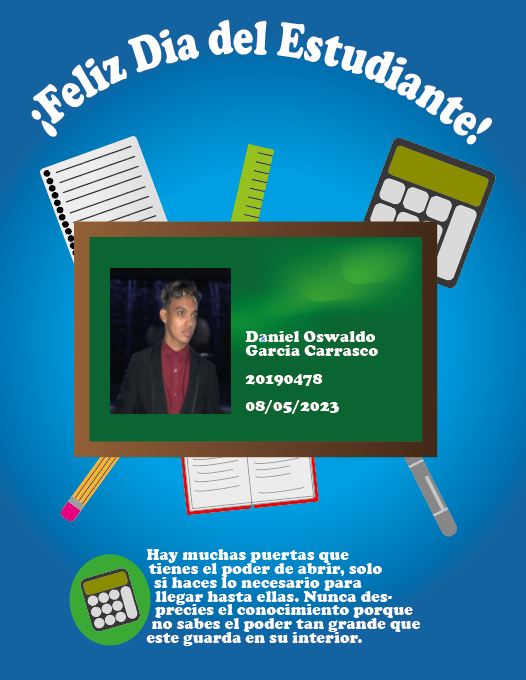 ¡Feliz Dia del Estudiante!
Daniel Oswaldo
Garcia Carrasco
20190478
08/05/2023
Hay muchas puertas que
tienes el poder de abrir, solo
si haces lo necesario para
llegar hasta ellas. Nunca des-
precies el conocimiento porque
no sabes el poder tan grande que
este guarda en su interior.